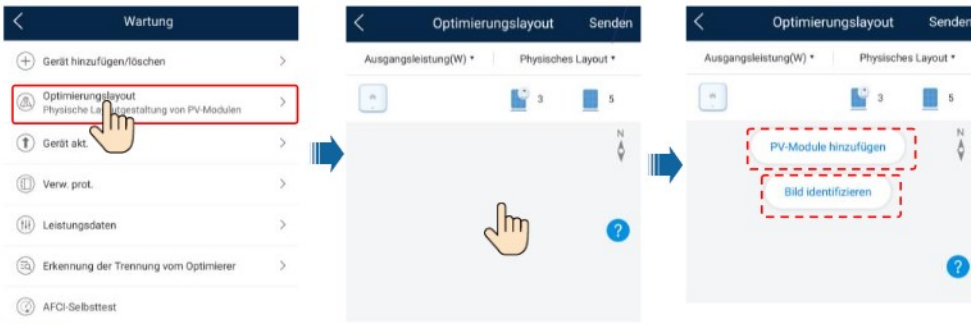 Wartung
Gerät hinzufügen/löschen
Optimierungslayout
Physische Layoutgestaltung von PV-Modulen
Gerät akt.
Verw. prot.
Leistungsdaten
Erkennung der Trennung vom Optimierer
AFCI-Selbsttest
Optimierungslayout Senden
Ausgangsleistung(W) Physisches Layout
3 5
N
?
Optimierungslayout Senden
Ausgangsleistung(W) Physisches Layout
3 5
N
PV-Module hinzufügen
Bild identifizieren
?